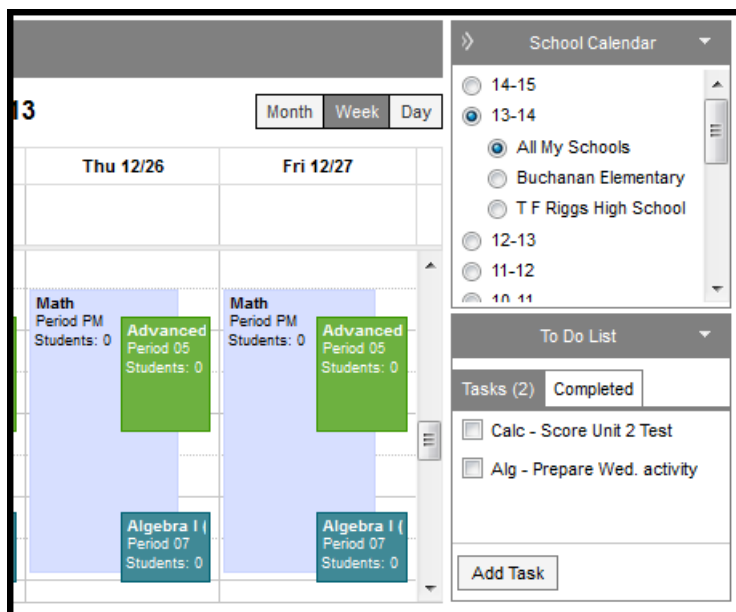 13
Month Week Day
Thu 12/26 Fri 12/27
Math
Period PM
Students: 0
Advanced
Period 05
Students: 0
Algebra I (
Period 07
Students: 0
Math
Period PM
Students: 0
Advanced
Period 05
Students: 0
Algebra I (
Period 07
Students: 0
School Calendar
14-15
13-14
All My Schools
Buchanan Elementary
T F Riggs High School
12-13
11-12
10-11
To Do List
Tasks (2) Completed
Calc - Score Unit 2 Test
Alg - Prepare Wed. activity
Add Task